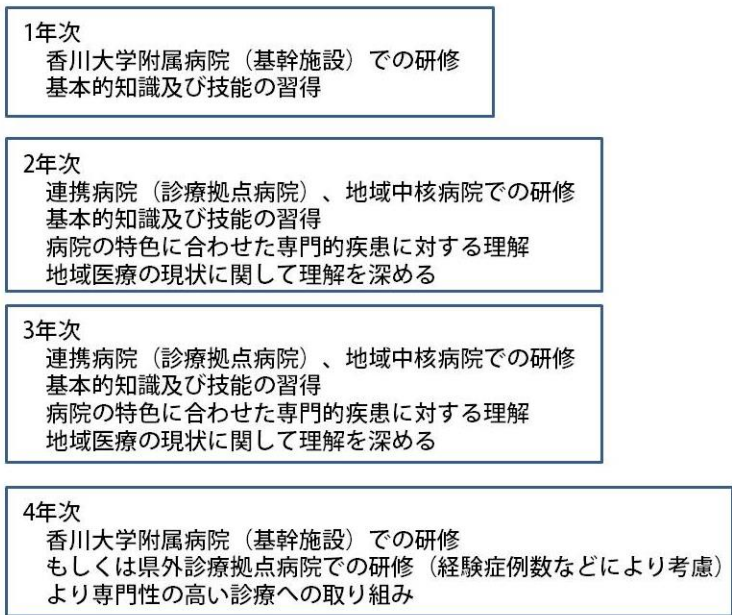 1年次
香川大学附属病院（基幹施設）での研修
基本的知識及び技能の習得
2年次
連携病院（診療拠点病院）、地域中核病院での研修
基本的知識及び技能の習得
病院の特色に合わせた専門的疾患に対する理解
地域医療の現状に関して理解を深める
3年次
連携病院（診療拠点病院）、地域中核病院での研修
基本的知識及び技能の習得
病院の特色に合わせた専門的疾患に対する理解
地域医療の現状に関して理解を深める
4年次
香川大学附属病院（基幹施設）での研修
もしくは県外診療拠点病院での研修（経験症例数などにより考慮）
より専門性の高い診療への取り組み